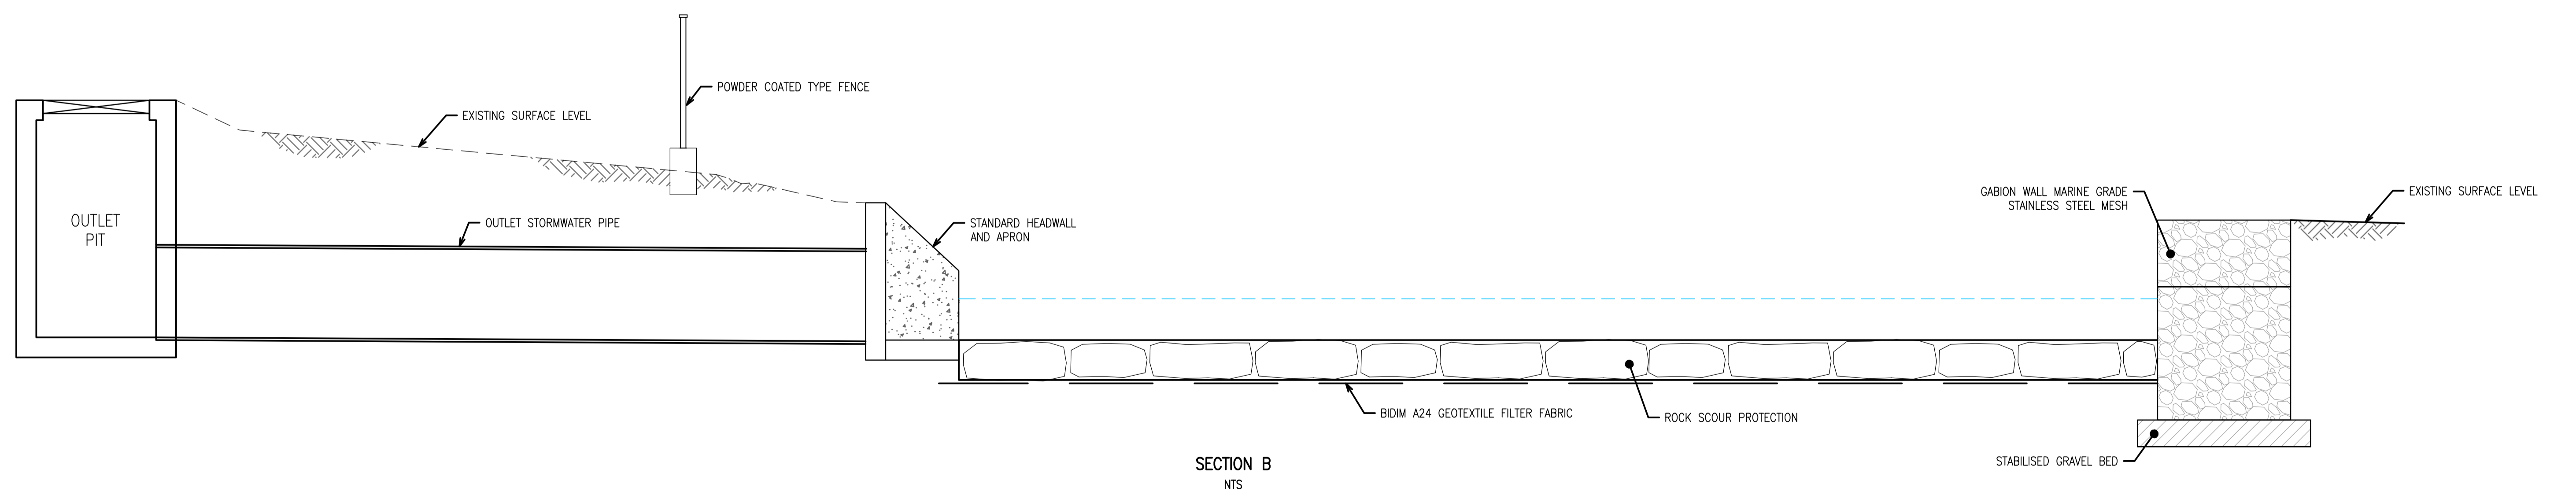 POWDER COATED TYPE FENCE
EXISTING SURFACE LEVEL
OUTLET
PIT
OUTLET STORMWATER PIPE
STANDARD HEADWALL
AND APRON
GABION WALL MARINE GRADE
STAINLESS STEEL MESH
EXISTING SURFACE LEVEL
BIDIM A24 GEOTEXTILE FILTER FABRIC
ROCK SCOUR PROTECTION
STABILISED GRAVEL BED
SECTION B
NTS